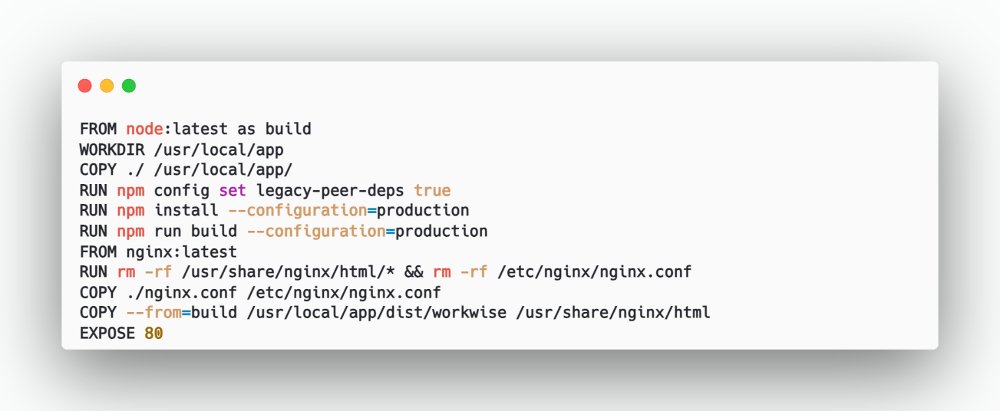 FROM node:latest as build
WORKDIR /usr/local/app
COPY ./ /usr/local/app/
RUN npm config set legacy-peer-deps true
RUN npm install --configuration=production
RUN npm run build --configuration=production
FROM nginx:latest
RUN rm -rf /usr/share/nginx/html/* && rm -rf /etc/nginx/nginx.conf
COPY ./nginx.conf /etc/nginx/nginx.conf
COPY --from=build /usr/local/app/dist/workwise /usr/share/nginx/html
EXPOSE 80